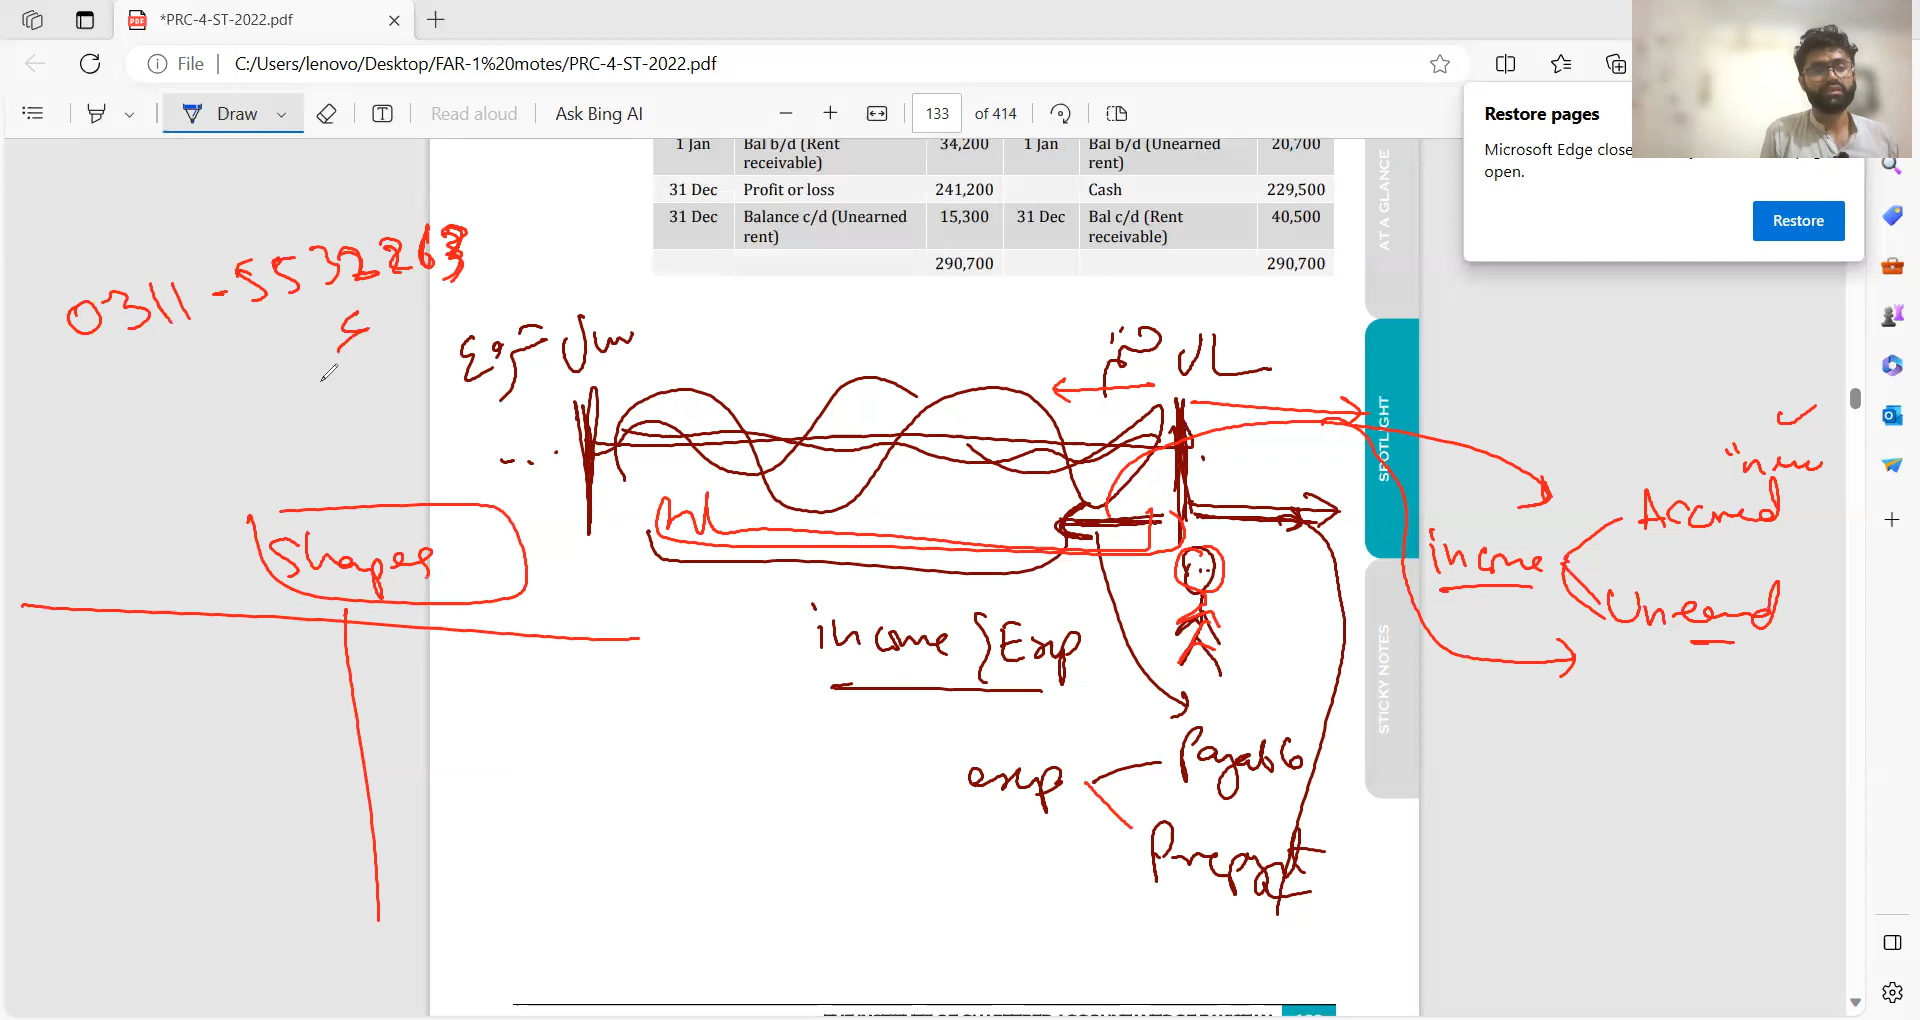 *PRC-4-ST-2022.pdf
File C:/Users/lenovo/Desktop/FAR-1%20motes/PRC-4-ST-2022.pdf
Draw Read aloud Ask Bing AI 133 of 414
Restore pages
Microsoft Edge close
open.
Restore
1 Jan Bal b/d (Rent receivable) 34,200 1 Jan Bal b/d (Unearned rent) 20,700
31 Dec Profit or loss 241,200 Cash 229,500
31 Dec Balance c/d (Unearned rent) 15,300 31 Dec Bal c/d (Rent receivable) 40,500
290,700 290,700
AT A GLANCE
SPOTLIGHT
STICKY NOTES
Shapes
income Exp
exp
Payable
Prepaid
income
Accrued
Unearned